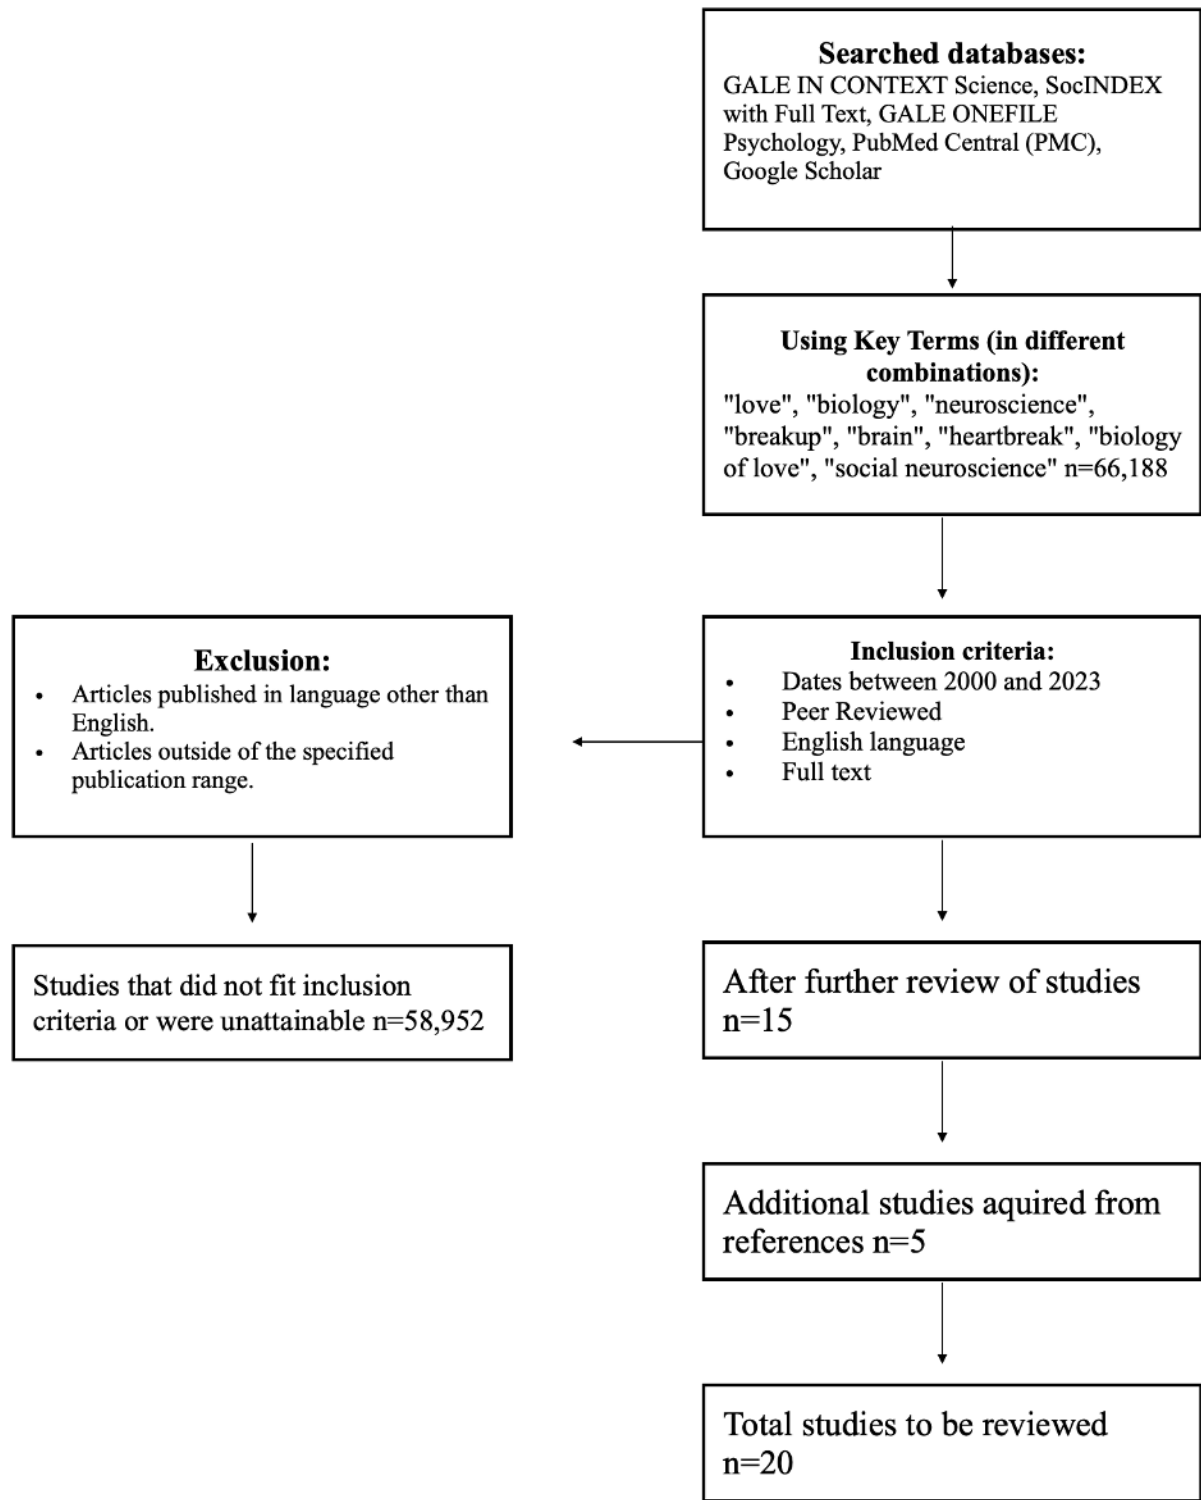 Searched databases:
GALE IN CONTEXT Science, SocINDEX
with Full Text, GALE ONEFILE
Psychology, PubMed Central (PMC),
Google Scholar
Using Key Terms (in different
combinations):
"love", "biology", "neuroscience",
"breakup", "brain", "heartbreak", "biology
of love", "social neuroscience" n=66,188
Inclusion criteria:
• Dates between 2000 and 2023
• Peer Reviewed
• English language
• Full text
Exclusion:
• Articles published in language other than
English.
• Articles outside of the specified
publication range.
Studies that did not fit inclusion
criteria or were unattainable n=58,952
After further review of studies
n=15
Additional studies aquired from
references n=5
Total studies to be reviewed
n=20